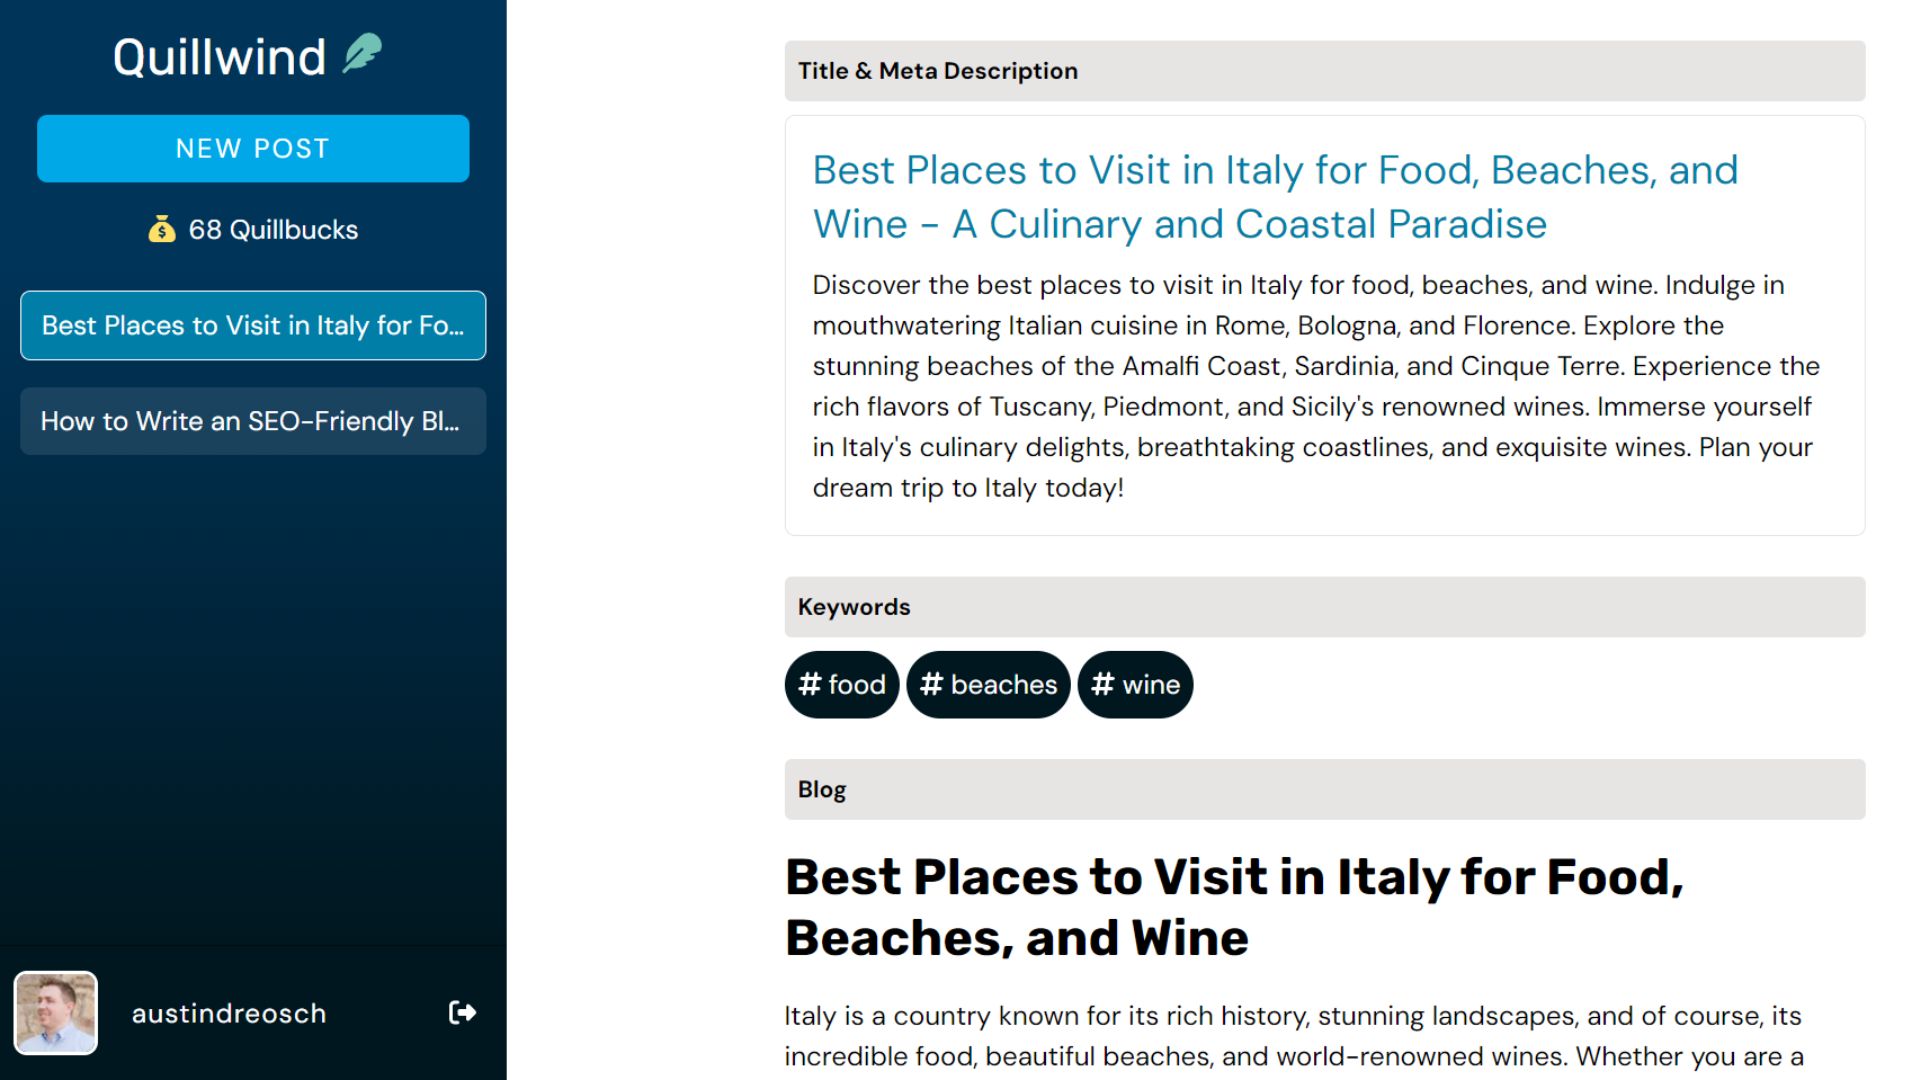 Quillwind
NEW POST
68 Quillbucks
Best Places to Visit in Italy for Fo...
How to Write an SEO-Friendly Bl...
austindreosch
Title & Meta Description
Best Places to Visit in Italy for Food, Beaches, and
Wine - A Culinary and Coastal Paradise
Discover the best places to visit in Italy for food, beaches, and wine. Indulge in
mouthwatering Italian cuisine in Rome, Bologna, and Florence. Explore the
stunning beaches of the Amalfi Coast, Sardinia, and Cinque Terre. Experience the
rich flavors of Tuscany, Piedmont, and Sicily's renowned wines. Immerse yourself
in Italy's culinary delights, breathtaking coastlines, and exquisite wines. Plan your
dream trip to Italy today!
Keywords
# food # beaches # wine
Blog
Best Places to Visit in Italy for Food,
Beaches, and Wine
Italy is a country known for its rich history, stunning landscapes, and of course, its
incredible food, beautiful beaches, and world-renowned wines. Whether you are a